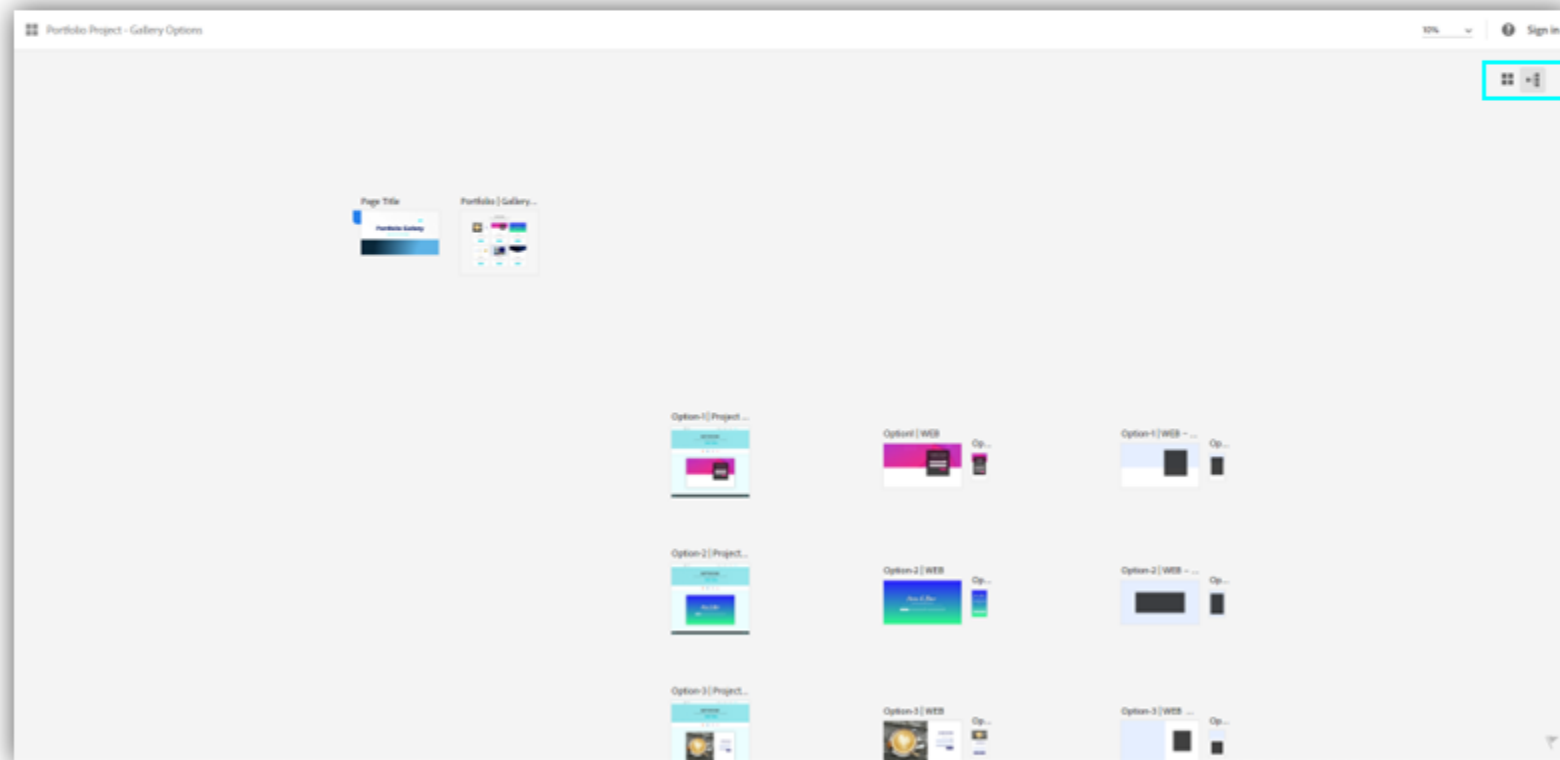 Portfolio Project - Gallery Options
10%
Sign in
Page Title
Portfolio | Gallery...
Portfolio Gallery
Option-1 | Project ...
Option1 | WEB
Op...
Option-1 | WEB – ...
Op...
Option-2 | Project...
Option-2 | WEB
Op...
Option-2 | WEB – ...
Op...
Option-3 | Project...
Option-3 | WEB
Op...
Option-3 | WEB ...
Op...